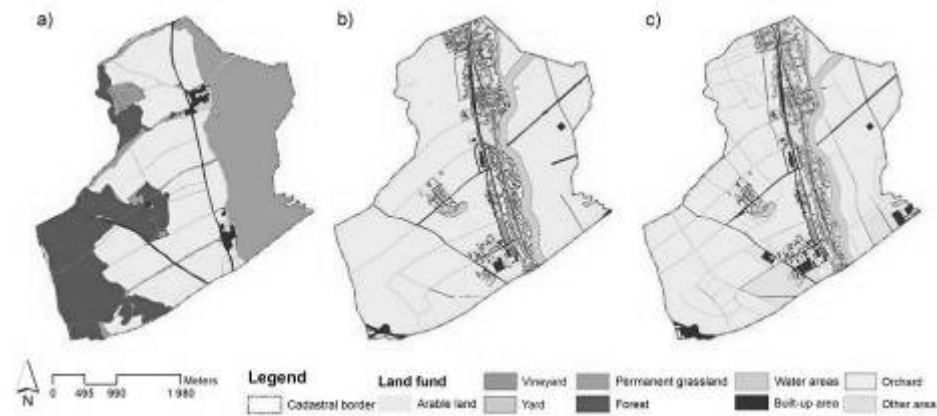 a) b) c)
N
0 495 990 1 980 Meters
Legend
Cadastral border
Land fund
Arable land
Vineyard
Yard
Permanent grassland
Forest
Water areas
Built-up area
Orchard
Other area